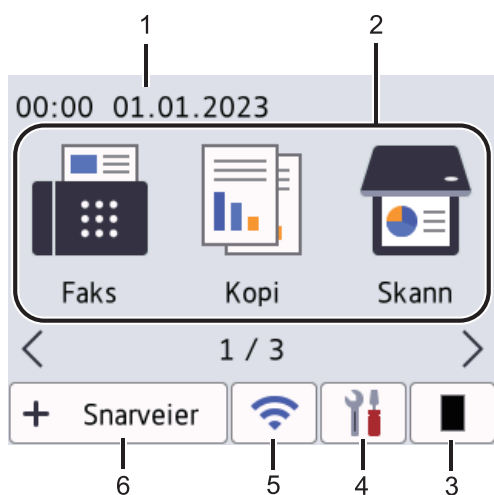 1 2
00:00 01.01.2023
Faks Kopi Skann
< 1 / 3 >
+ Snarveier
6 5 4 3